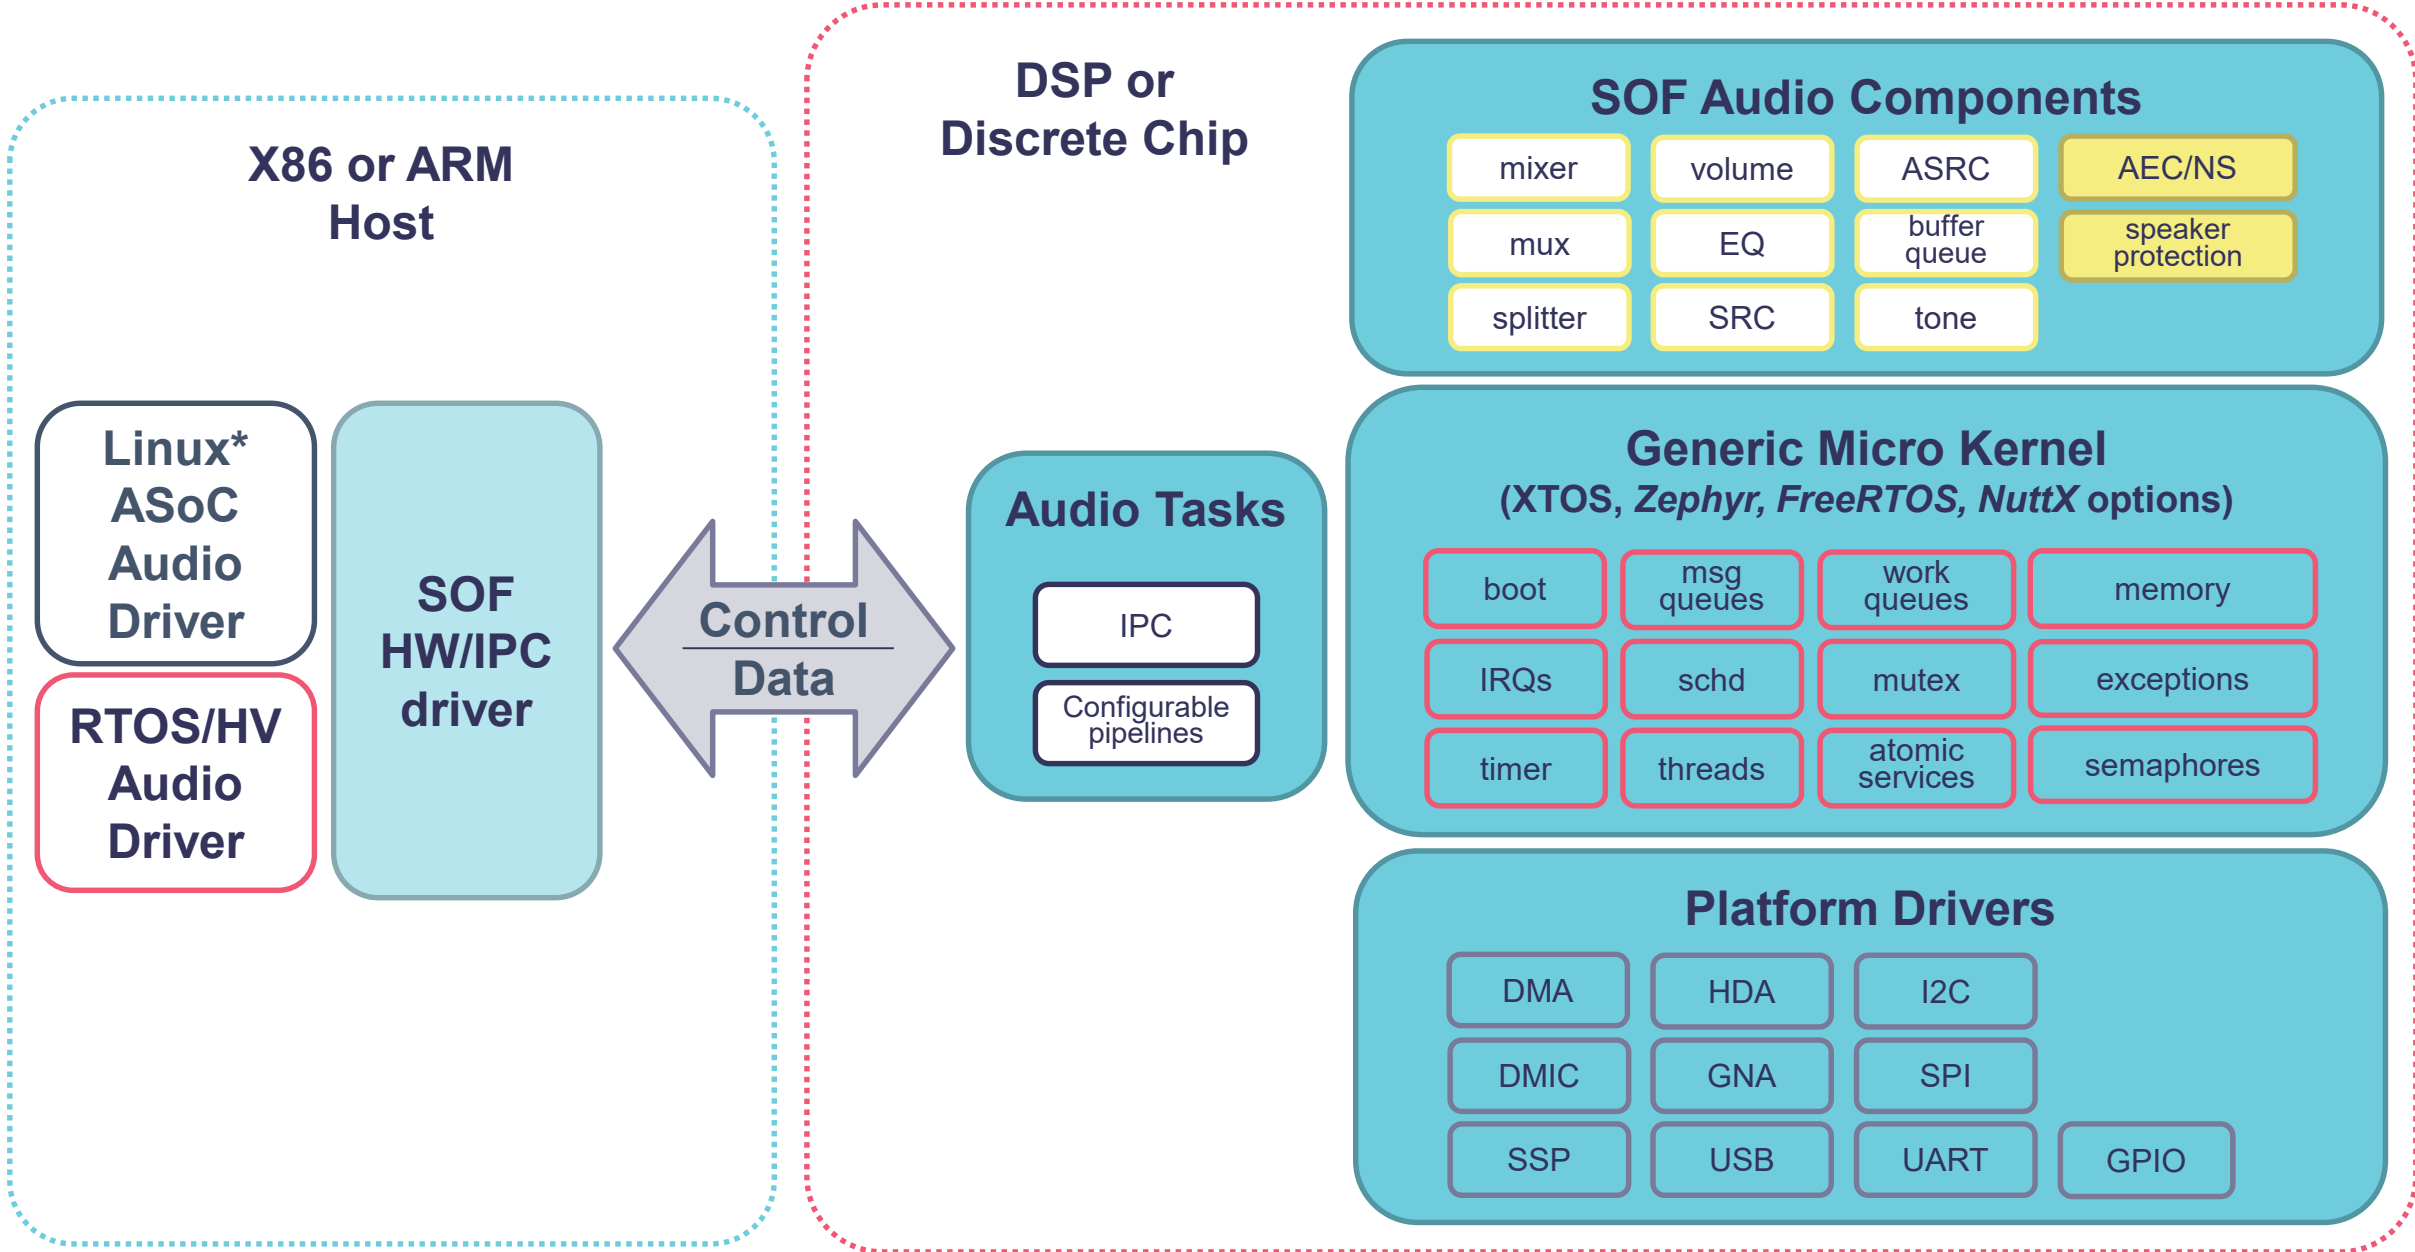 X86 or ARM
Host
Linux*
ASoC
Audio
Driver
RTOS/HV
Audio
Driver
SOF
HW/IPC
driver
Control
Data
DSP or
Discrete Chip
Audio Tasks
IPC
Configurable
pipelines
SOF Audio Components
mixer
volume
ASRC
AEC/NS
mux
EQ
buffer
queue
speaker
protection
splitter
SRC
tone
Generic Micro Kernel
(XTOS, Zephyr, FreeRTOS, NuttX options)
boot
msg
queues
work
queues
memory
IRQs
schd
mutex
exceptions
timer
threads
atomic
services
semaphores
Platform Drivers
DMA
HDA
I2C
DMIC
GNA
SPI
SSP
USB
UART
GPIO